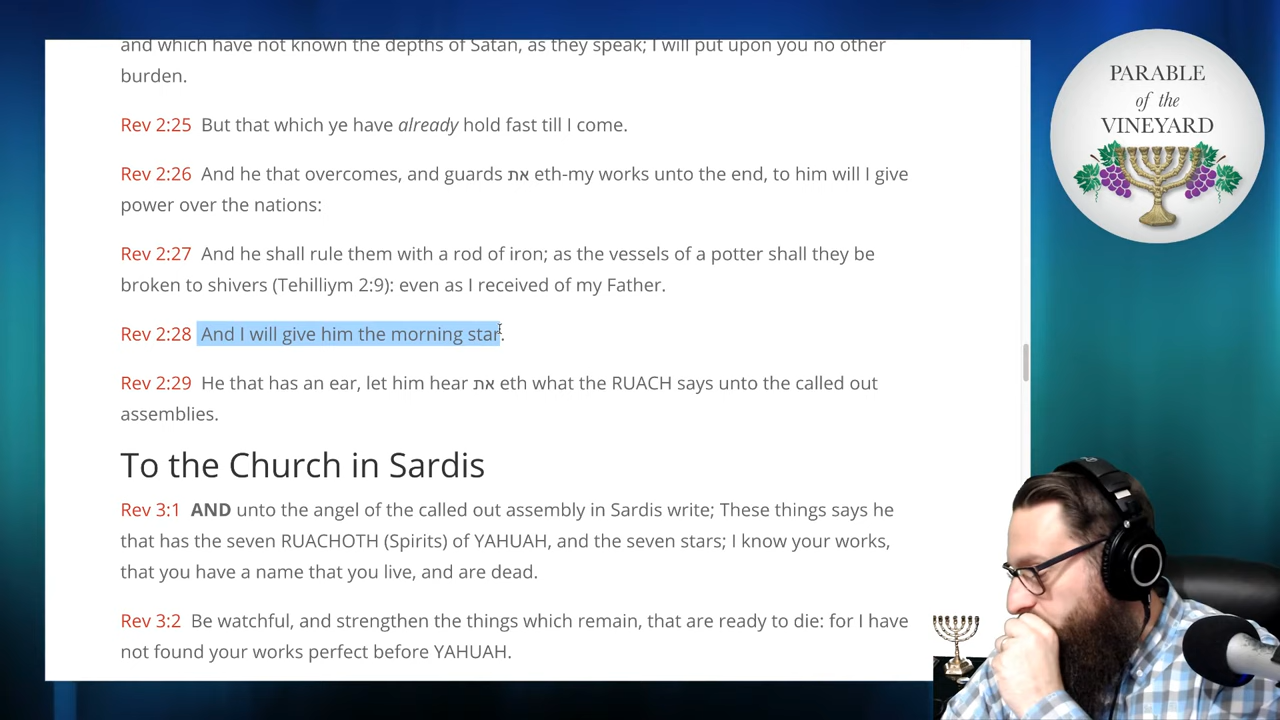 and which have not known the depths of Satan, as they speak; I will put upon you no other
burden.
Rev 2:25 But that which ye have already hold fast till I come.
Rev 2:26 And he that overcomes, and guards את eth-my works unto the end, to him will I give
power over the nations:
Rev 2:27 And he shall rule them with a rod of iron; as the vessels of a potter shall they be
broken to shivers (Tehilliym 2:9): even as I received of my Father.
Rev 2:28 And I will give him the morning star.
Rev 2:29 He that has an ear, let him hear את eth what the RUACH says unto the called out
assemblies.
To the Church in Sardis
Rev 3:1 AND unto the angel of the called out assembly in Sardis write; These things says he
that has the seven RUACHOTH (Spirits) of YAHUAH, and the seven stars; I know your works,
that you have a name that you live, and are dead.
Rev 3:2 Be watchful, and strengthen the things which remain, that are ready to die: for I have
not found your works perfect before YAHUAH.
PARABLE
of the
VINEYARD